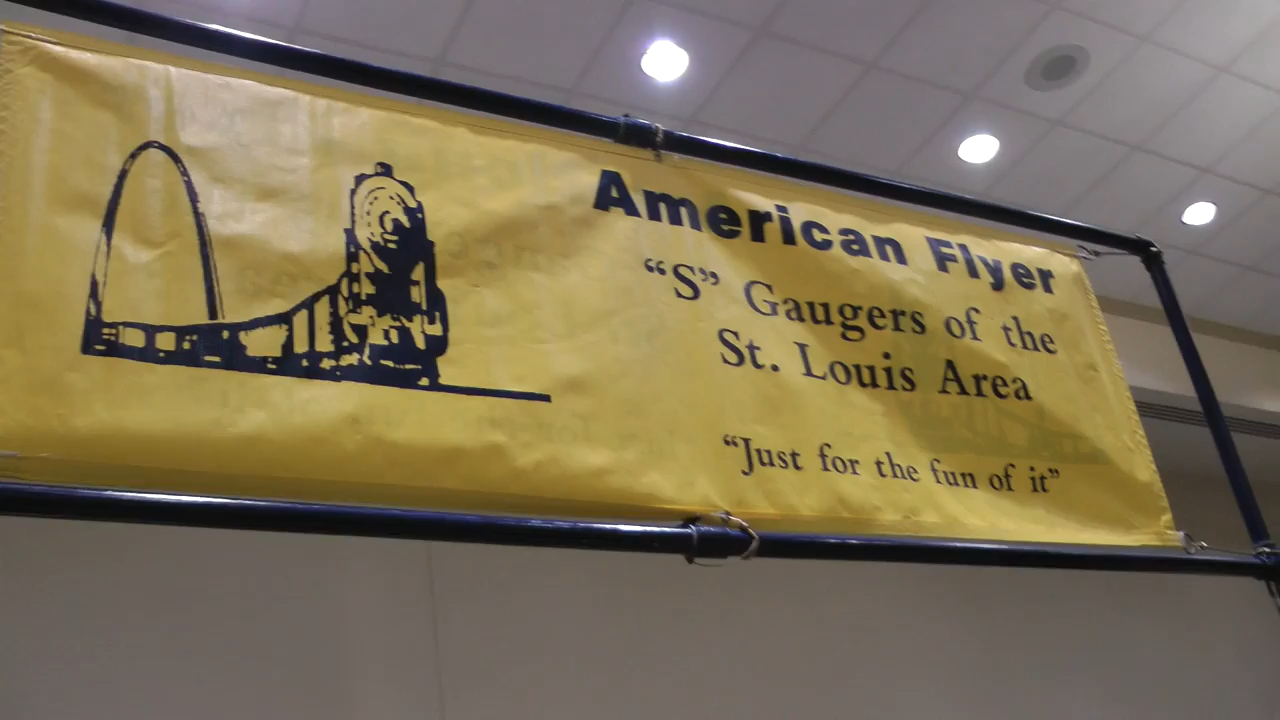 American Flyer
“S” Gaugers of the
St. Louis Area
“Just for the fun of it”